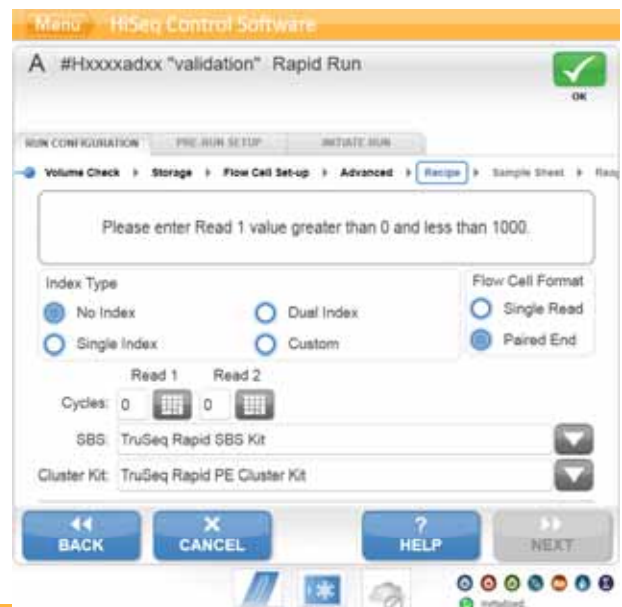 Menu HiSeq Control Software
A #Hxxxxadxx "validation" Rapid Run
OK
RUN CONFIGURATION PRE-RUN SETUP INITIATE RUN
Volume Check Storage Flow Cell Set-up Advanced Recipe Sample Sheet Reag
Please enter Read 1 value greater than 0 and less than 1000.
Index Type Flow Cell Format
No Index Dual Index Single Read
Single Index Custom Paired End
Read 1 Read 2
Cycles: 0 0
SBS: TruSeq Rapid SBS Kit
Cluster Kit: TruSeq Rapid PE Cluster Kit
BACK CANCEL ? HELP NEXT
Initialized